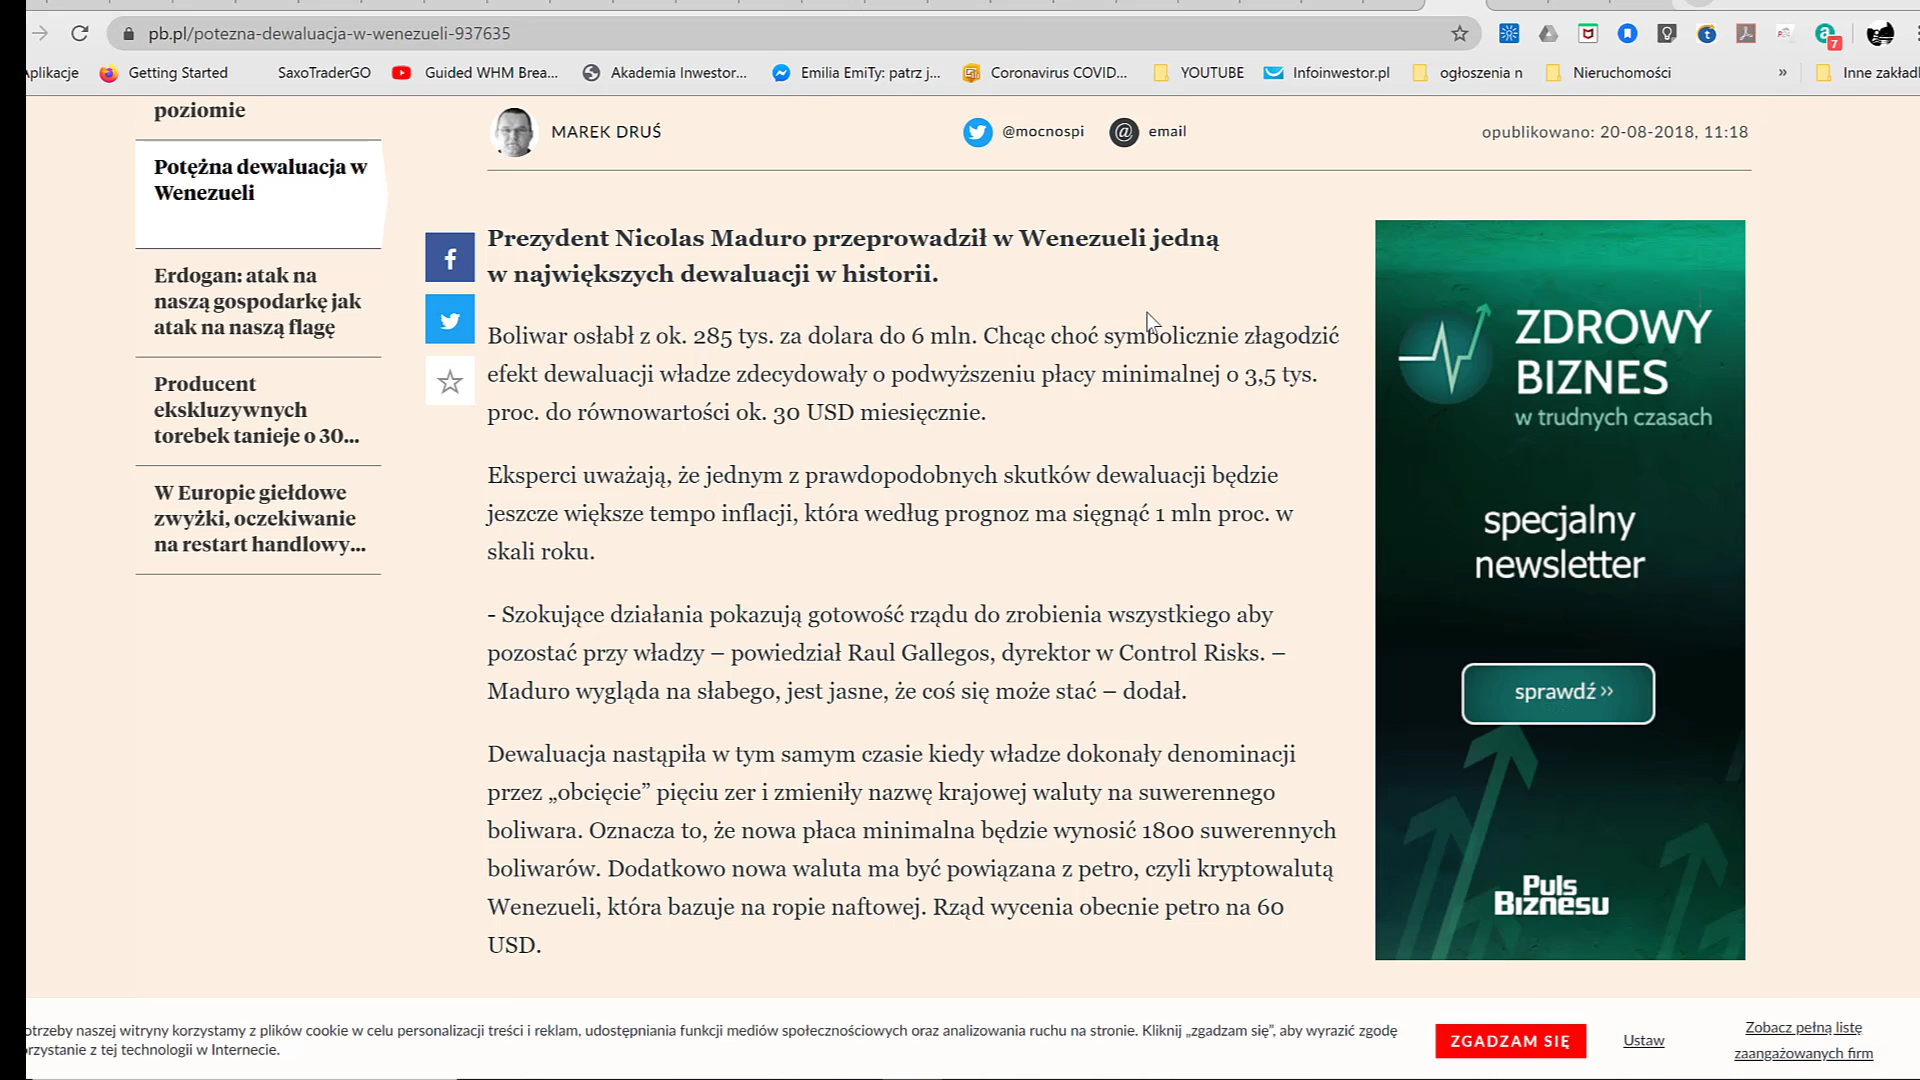 pb.pl/potezna-dewaluacja-w-wenezueli-937635
7
plikacje
Getting Started
SaxoTraderGO
Guided WHM Brea...
Akademia Inwestor...
Emilia EmiTy: patrz j...
Coronavirus COVID...
YOUTUBE
Infoinwestor.pl
ogłoszenia n
Nieruchomości
»
Inne zakład
poziomie
Potężna dewaluacja w
Wenezueli
Erdogan: atak na
naszą gospodarkę jak
atak na naszą flagę
Producent
ekskluzywnych
torebek tanieje o 30...
W Europie giełdowe
zwyżki, oczekiwanie
na restart handlowy...
MAREK DRUŚ
@mocnospi
@
email
opublikowano: 20-08-2018, 11:18
Prezydent Nicolas Maduro przeprowadził w Wenezueli jedną
w największych dewaluacji w historii.
Boliwar osłabł z ok. 285 tys. za dolara do 6 mln. Chcąc choć symbolicznie złagodzić
efekt dewaluacji władze zdecydowały o podwyższeniu płacy minimalnej o 3,5 tys.
proc. do równowartości ok. 30 USD miesięcznie.
Eksperci uważają, że jednym z prawdopodobnych skutków dewaluacji będzie
jeszcze większe tempo inflacji, która według prognoz ma sięgnąć 1 mln proc. w
skali roku.
- Szokujące działania pokazują gotowość rządu do zrobienia wszystkiego aby
pozostać przy władzy – powiedział Raul Gallegos, dyrektor w Control Risks. –
Maduro wygląda na słabego, jest jasne, że coś się może stać – dodał.
Dewaluacja nastąpiła w tym samym czasie kiedy władze dokonały denominacji
przez „obcięcie” pięciu zer i zmieniły nazwę krajowej waluty na suwerennego
boliwara. Oznacza to, że nowa płaca minimalna będzie wynosić 1800 suwerennych
boliwarów. Dodatkowo nowa waluta ma być powiązana z petro, czyli kryptowalutą
Wenezueli, która bazuje na ropie naftowej. Rząd wycenia obecnie petro na 60
USD.
ZDROWY
BIZNES
w trudnych czasach
specjalny
newsletter
sprawdź ››
Puls
Biznesu
otrzeby naszej witryny korzystamy z plików cookie w celu personalizacji treści i reklam, udostępniania funkcji mediów społecznościowych oraz analizowania ruchu na stronie. Kliknij „zgadzam się”, aby wyrazić zgodę
rzystanie z tej technologii w Internecie.
ZGADZAM SIĘ
Ustaw
Zobacz pełną listę
zaangażowanych firm